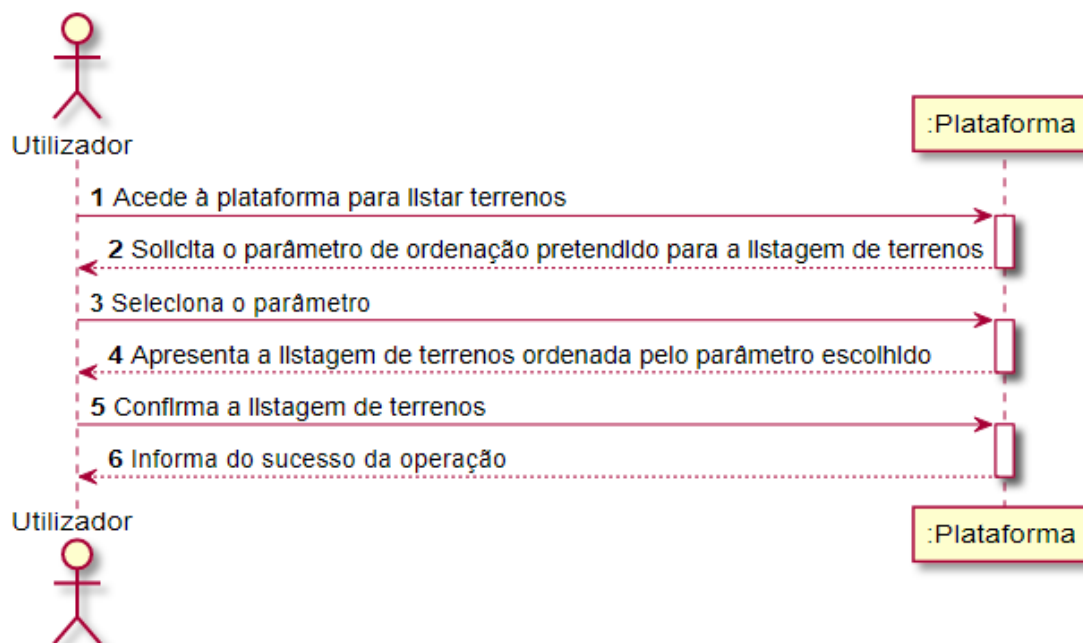 Utilizador
:Plataforma
1 Acede à plataforma para listar terrenos
2 Solicita o parâmetro de ordenação pretendido para a listagem de terrenos
3 Seleciona o parâmetro
4 Apresenta a listagem de terrenos ordenada pelo parâmetro escolhido
5 Confirma a listagem de terrenos
6 Informa do sucesso da operação
Utilizador
:Plataforma